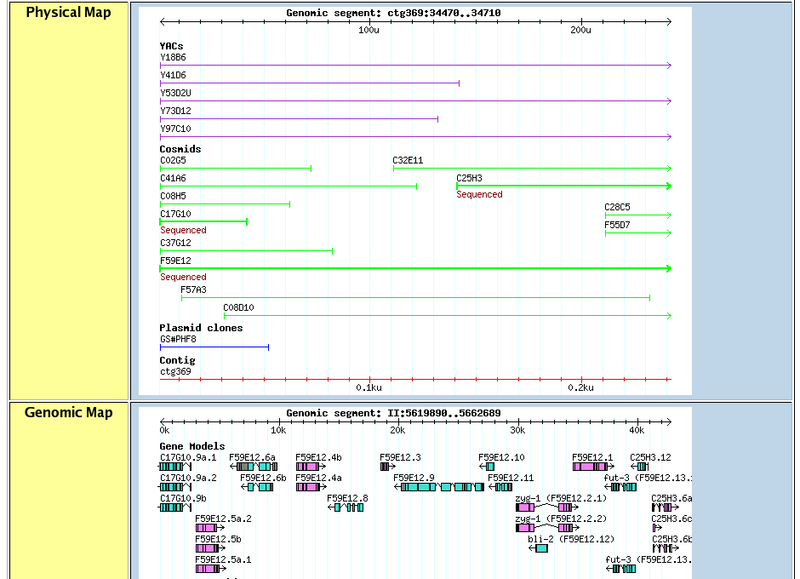 Physical Map
Genomic segment: ctg369:34470..34710
100u 200u
YACs
Y18B6
Y41D6
Y53D2U
Y73D12
Y97C10
Cosmids
C02G5 C32E11
C41A6 C25H3
Sequenced
C08H5
C28C5
C17G10
Sequenced
F55D7
C37G12
F59E12
Sequenced
F57A3
C08D10
Plasmid clones
GS#PHF8
Contig
ctg369
0.1ku 0.2ku
Genomic Map
Genomic segment: II:5619890..5662689
0k 10k 20k 30k 40k
Gene Models
C17G10.9a.1 F59E12.6a F59E12.4b F59E12.3 F59E12.10 F59E12.1 C25H3.12
C17G10.9a.2 F59E12.6b F59E12.4a F59E12.9 F59E12.11 fut-3 (F59E12.13.
C17G10.9b F59E12.8 zyg-1 (F59E12.2.1) C25H3.6a
F59E12.5a.2 zyg-1 (F59E12.2.2) C25H3.6c
F59E12.5b bli-2 (F59E12.12) C25H3.6b
F59E12.5a.1 fut-3 (F59E12.13.